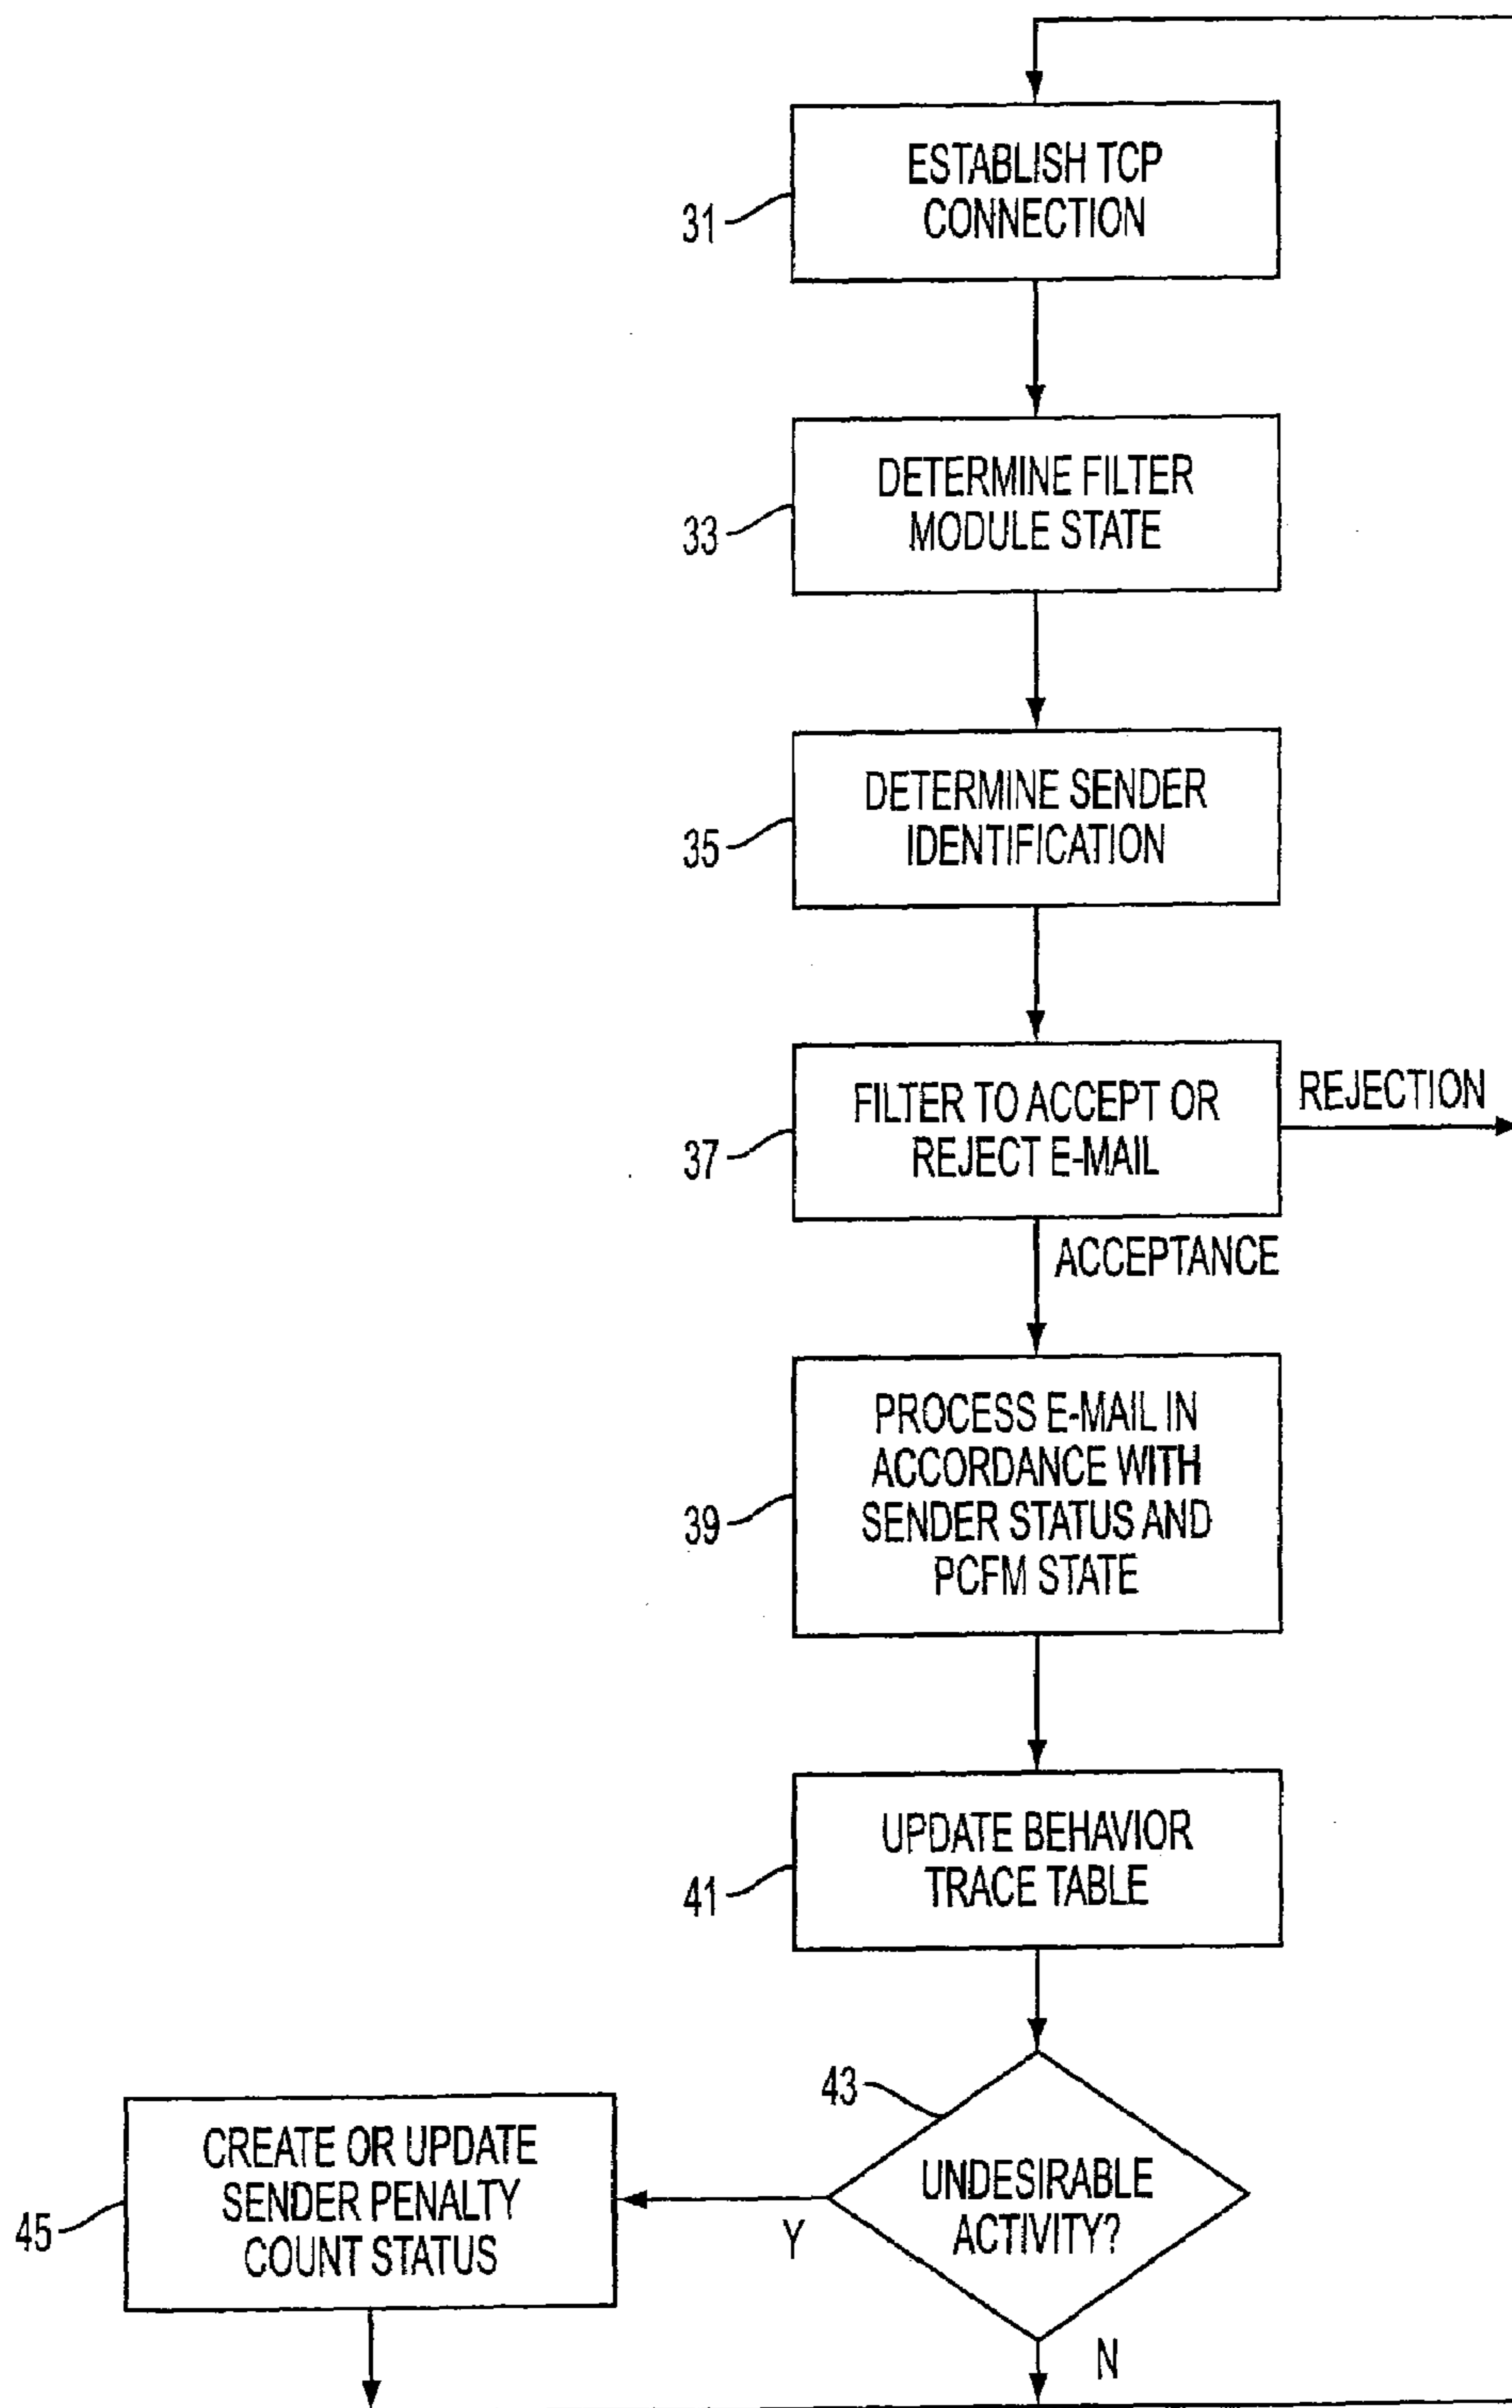 ESTABLISH TCP
CONNECTION
31
DETERMINE FILTER
MODULE STATE
33
DETERMINE SENDER
IDENTIFICATION
35
FILTER TO ACCEPT OR
REJECT E-MAIL
37
REJECTION
ACCEPTANCE
PROCESS E-MAIL IN
ACCORDANCE WITH
SENDER STATUS AND
PCFM STATE
39
UPDATE BEHAVIOR
TRACE TABLE
41
43
UNDESIRABLE
ACTIVITY?
Y
N
CREATE OR UPDATE
SENDER PENALTY
COUNT STATUS
45